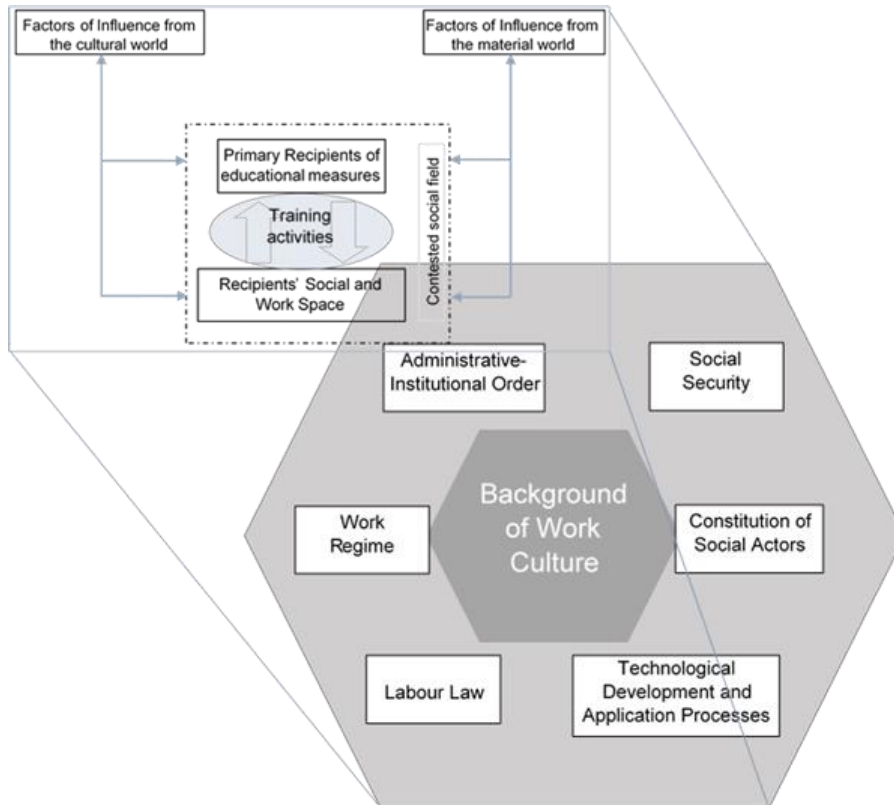 Factors of Influence from
the cultural world
Factors of Influence from
the material world
Primary Recipients of
educational measures
Training
activities
Recipients' Social and
Work Space
Contested social field
Administrative-
Institutional Order
Social
Security
Background
of Work
Culture
Work
Regime
Constitution of
Social Actors
Labour Law
Technological
Development and
Application Processes